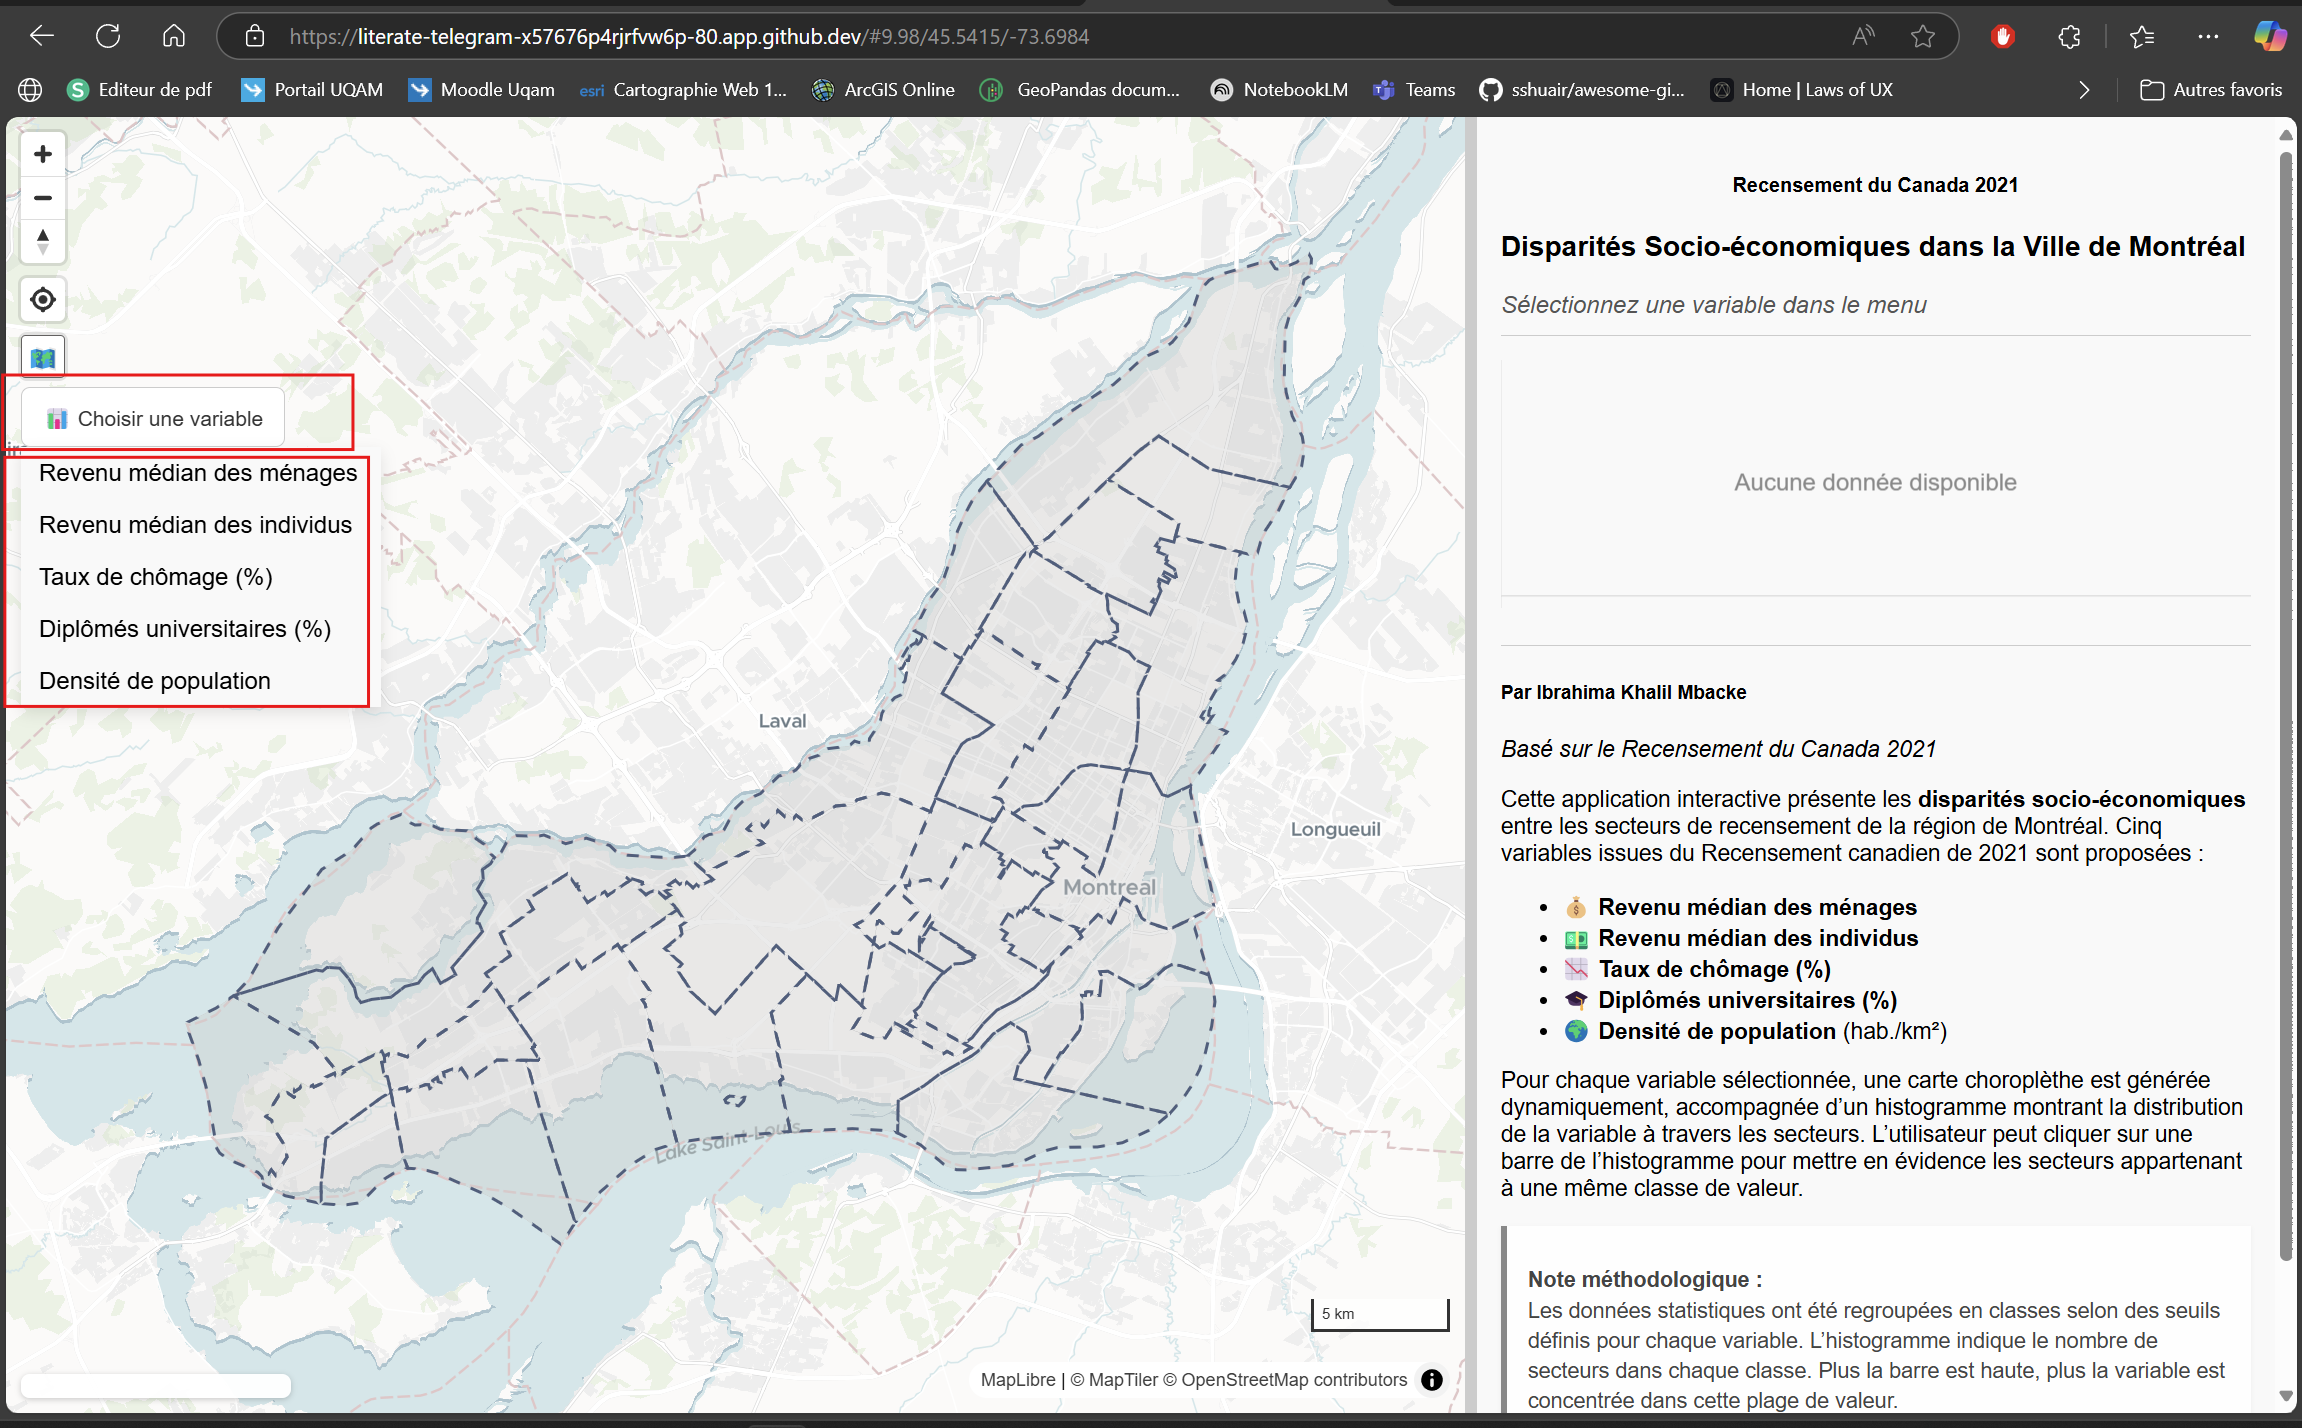 https://literate-telegram-x57676p4rjrfvw6p-80.app.github.dev/#9.98/45.5415/-73.6984
Editeur de pdf
Portail UQAM
Moodle Uqam
esri Cartographie Web 1...
ArcGIS Online
GeoPandas docum...
NotebookLM
Teams
sshuair/awesome-gi...
Home | Laws of UX
Autres favoris
Choisir une variable
Revenu médian des ménages
Revenu médian des individus
Taux de chômage (%)
Diplômés universitaires (%)
Densité de population
Laval
Longueuil
Montreal
Lake Saint-Louis
5 km
MapLibre | © MapTiler © OpenStreetMap contributors
Recensement du Canada 2021
Disparités Socio-économiques dans la Ville de Montréal
Sélectionnez une variable dans le menu
Aucune donnée disponible
Par Ibrahima Khalil Mbacke
Basé sur le Recensement du Canada 2021
Cette application interactive présente les disparités socio-économiques
entre les secteurs de recensement de la région de Montréal. Cinq
variables issues du Recensement canadien de 2021 sont proposées :
• Revenu médian des ménages
• Revenu médian des individus
• Taux de chômage (%)
• Diplômés universitaires (%)
• Densité de population (hab./km²)
Pour chaque variable sélectionnée, une carte choroplèthe est générée
dynamiquement, accompagnée d’un histogramme montrant la distribution
de la variable à travers les secteurs. L’utilisateur peut cliquer sur une
barre de l’histogramme pour mettre en évidence les secteurs appartenant
à une même classe de valeur.
Note méthodologique :
Les données statistiques ont été regroupées en classes selon des seuils
définis pour chaque variable. L’histogramme indique le nombre de
secteurs dans chaque classe. Plus la barre est haute, plus la variable est
concentrée dans cette plage de valeur.